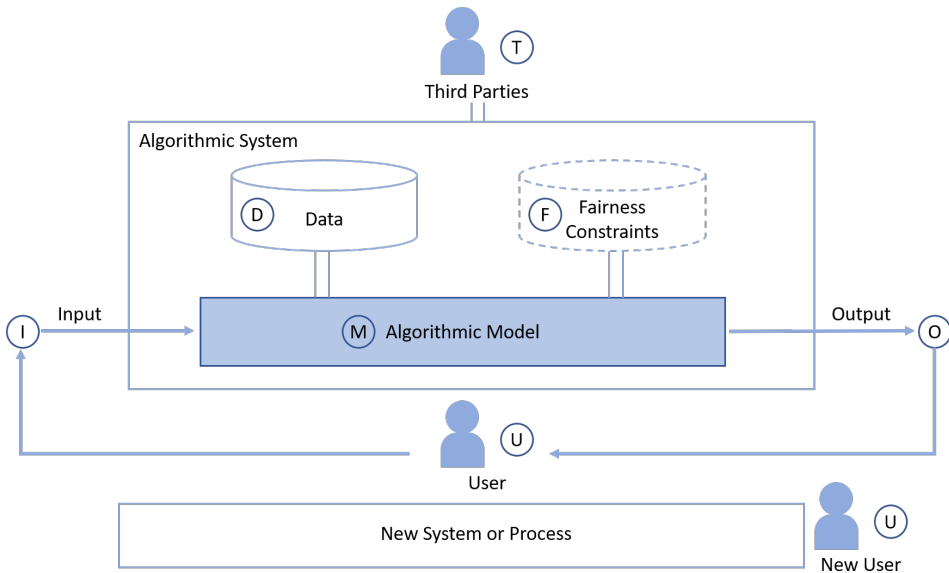 T
Third Parties
Algorithmic System
D
Data
F
Fairness
Constraints
I
Input
M
Algorithmic Model
Output
O
U
User
New System or Process
U
New User